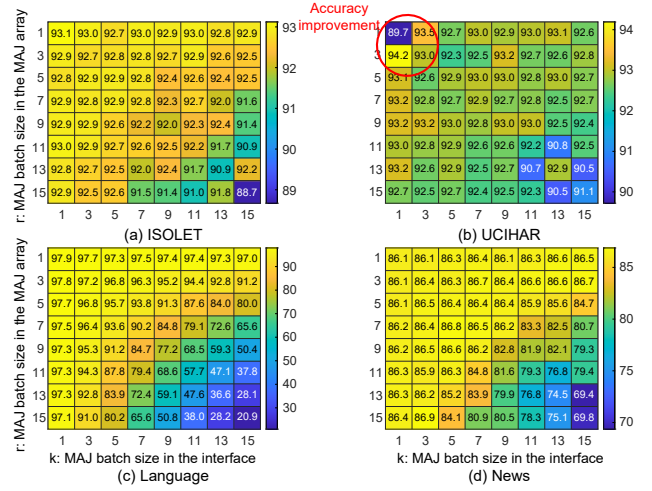 Accuracy
improvement
r: MAJ batch size in the MAJ array
1 93.1 93.0 92.7 93.0 92.9 93.0 92.8 92.9
3 92.9 92.7 92.8 92.9 92.7 92.9 92.6 92.5
5 92.8 92.9 92.9 92.8 92.4 92.6 92.4 92.5
7 92.9 92.8 92.8 92.8 92.3 92.7 92.0 91.6
9 92.9 92.9 92.6 92.2 92.0 92.3 92.4 91.4
11 93.0 92.8 92.7 92.6 92.5 92.2 91.7 90.9
13 92.8 92.7 92.5 92.0 92.4 91.7 90.9 92.2
15 92.9 92.5 92.6 91.5 91.4 91.0 91.8 88.7
1 3 5 7 9 11 13 15
93
92
91
90
89
(a) ISOLET
1 89.7 93.5 92.7 93.0 92.9 93.0 93.1 92.6
3 94.2 93.0 92.3 92.5 93.2 92.7 92.6 92.8
5 93.1 92.6 92.9 92.9 93.0 92.8 93.0 92.7
7 93.2 92.8 92.7 92.9 92.7 92.8 92.5 92.7
9 93.2 93.2 92.9 92.8 93.0 93.0 92.5 92.4
11 93.0 92.8 93.0 92.6 92.6 92.2 90.8 92.5
13 93.2 92.6 92.9 92.5 92.7 90.7 92.9 90.5
15 92.7 92.5 92.7 92.4 92.8 92.3 90.5 91.1
1 3 5 7 9 11 13 15
94
93
92
91
90
(b) UCIHAR
r: MAJ batch size in the MAJ array
1 97.7 97.7 97.3 97.5 97.4 97.4 97.3 97.0
3 97.8 97.2 96.8 96.3 95.2 94.4 92.8 91.2
5 97.7 96.8 95.7 93.8 91.3 87.6 84.0 80.0
7 97.5 96.4 93.6 90.2 84.8 79.1 72.6 65.6
9 97.3 95.3 91.2 84.7 77.2 68.5 59.3 50.4
11 97.3 94.3 87.8 79.4 68.6 57.7 47.1 37.8
13 97.3 92.8 83.9 72.4 59.1 47.6 36.6 28.1
15 97.1 91.0 80.2 65.6 50.8 38.0 28.2 20.9
1 3 5 7 9 11 13 15
90
80
70
60
50
40
30
k: MAJ batch size in the interface
(c) Language
1 86.1 86.1 86.1 86.1 86.3 86.3 86.6 86.5
3 86.1 86.4 86.5 86.5 86.2 86.2 86.3 86.5
5 86.1 86.5 86.5 86.4 86.4 85.9 85.6 84.7
7 86.2 86.4 86.8 86.5 86.2 83.3 82.5 80.7
9 86.2 86.5 86.2 86.2 82.8 81.9 82.1 79.3
11 86.3 85.9 86.3 84.8 81.6 79.3 76.8 79.4
13 86.3 86.2 85.2 83.9 79.9 76.8 74.5 69.4
15 86.4 86.9 84.1 80.9 80.5 78.3 75.1 69.8
1 3 5 7 9 11 13 15
85
80
75
70
k: MAJ batch size in the interface
(d) News